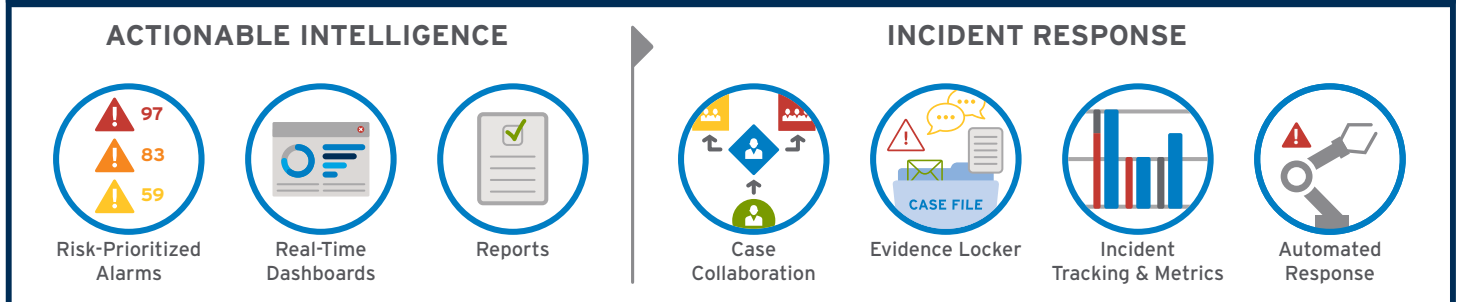 ACTIONABLE INTELLIGENCE
97
83
59
Risk-Prioritized
Alarms
Real-Time
Dashboards
Reports
INCIDENT RESPONSE
Case
Collaboration
CASE FILE
Evidence Locker
Incident
Tracking & Metrics
Automated
Response